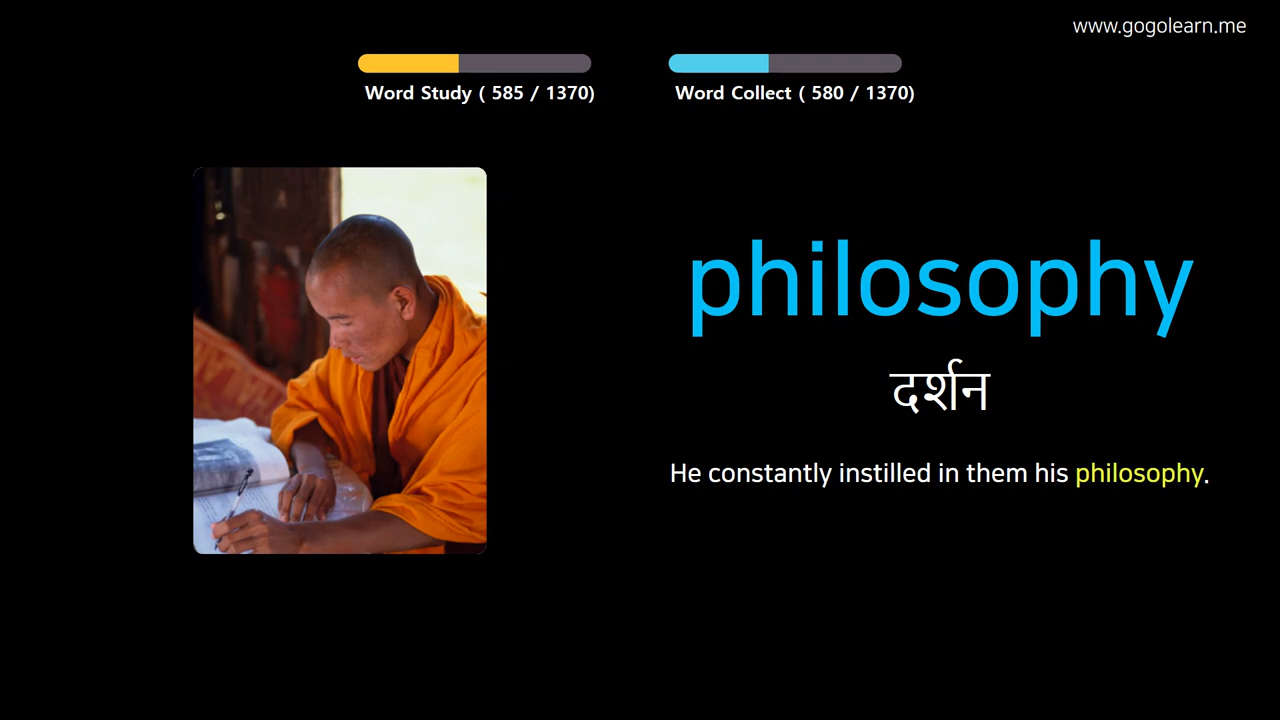 www.gogolearn.me
Word Study ( 585 / 1370)
Word Collect ( 580 / 1370)
philosophy
दर्शन
He constantly instilled in them his philosophy.